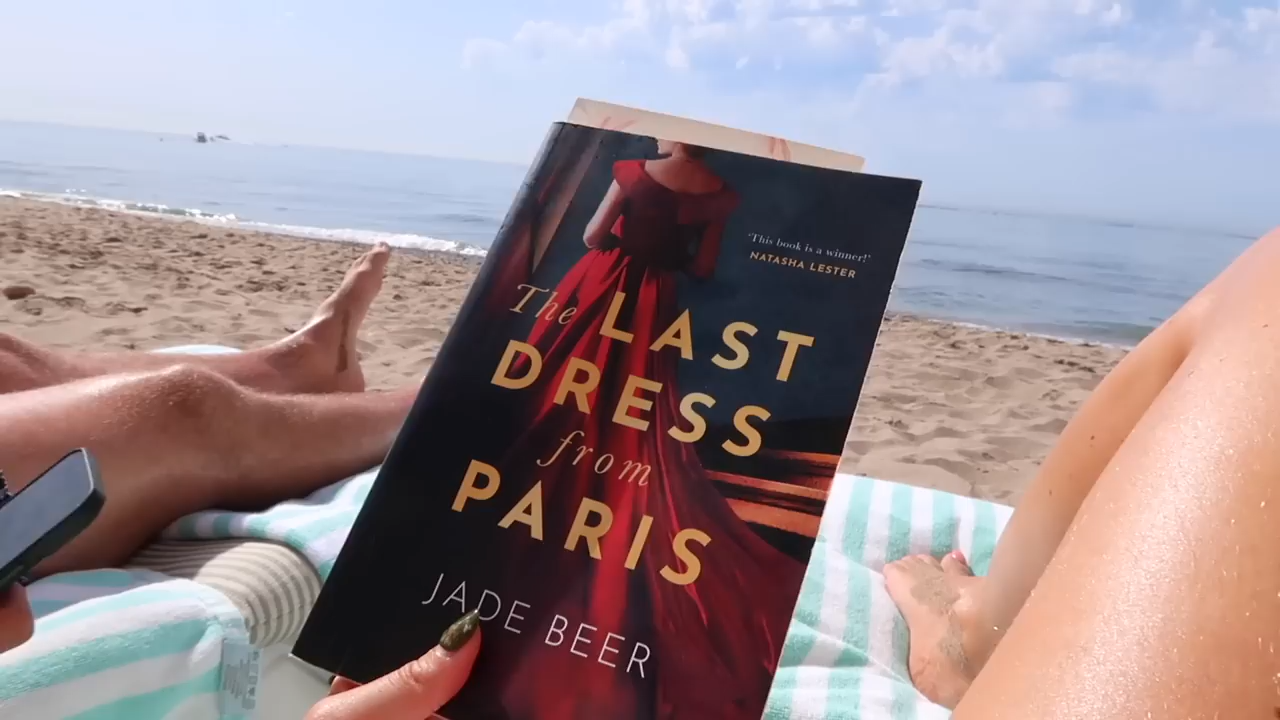 'This book is a winner!'
NATASHA LESTER
The LAST
DRESS
from
PARIS
JADE BEER